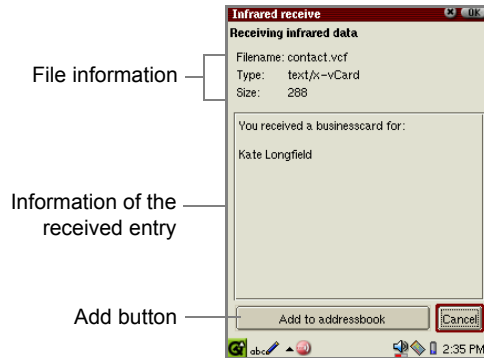 Infrared receive OK
Receiving infrared data
File information
Filename: contact.vcf
Type: text/x-vCard
Size: 288
You received a businesscard for:
Kate Longfield
Information of the
received entry
Add button
Add to addressbook Cancel
abc 2:35 PM